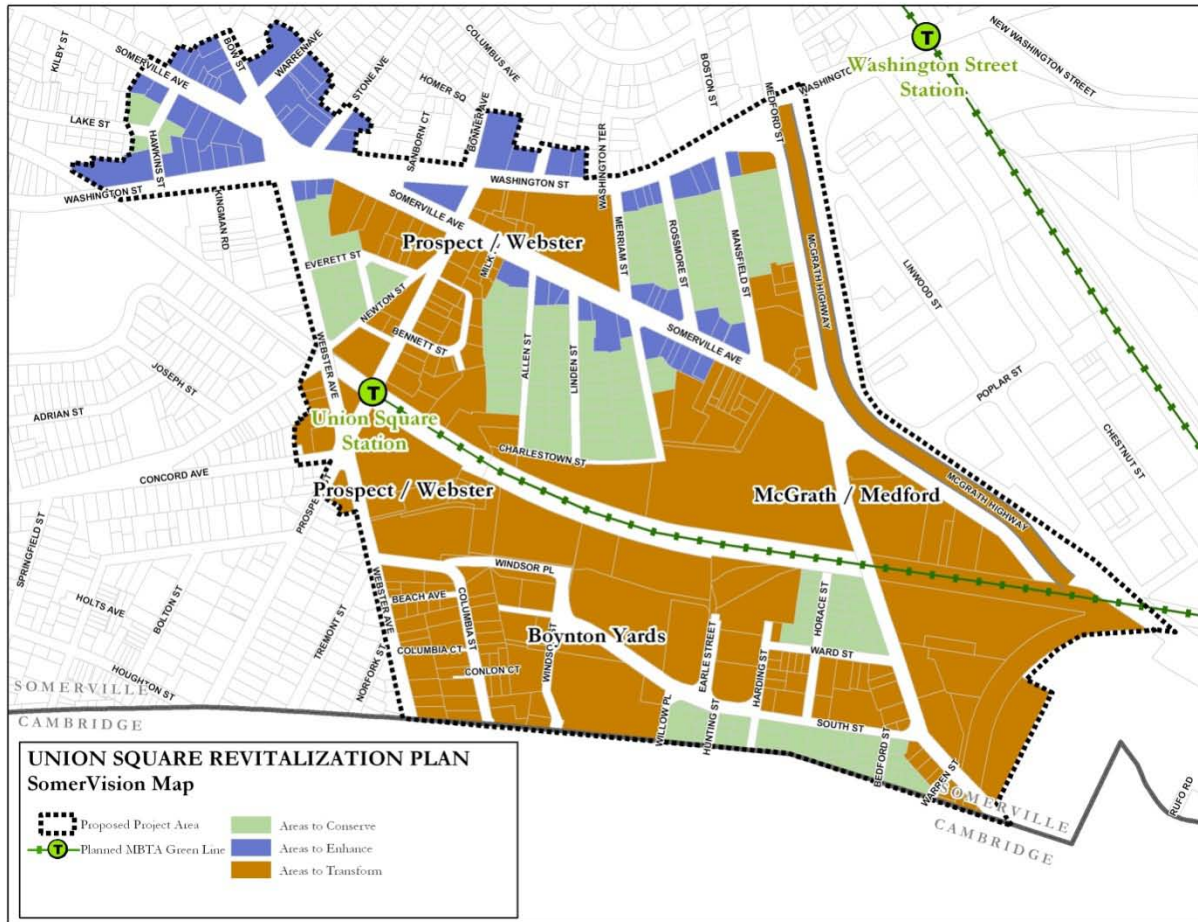 KILBY ST
SOMERVILLE AVE
BOW ST
WARREN AVE
STONE AVE
COLUMBUS AVE
HOMER SQ
BOSTON ST
WASHINGTON
MEDFORD ST
Washington Street
Station
T
NEW WASHINGTON STREET
LAKE ST
HAWKINS ST
SANBORN CT
BONNER AVE
WASHINGTON TER
WASHINGTON ST
WASHINGTON ST
KINGMAN RD
SOMERVILLE AVE
Prospect / Webster
MERRIAM ST
ROSSMORE ST
MANSFIELD ST
MCGRATH HIGHWAY
LINWOOD ST
EVERETT ST
NEWTON ST
MILK
BENNETT ST
ALLEN ST
LINDEN ST
SOMERVILLE AVE
WEBSTER AVE
JOSEPH ST
ADRIAN ST
POPLAR ST
CHESTNUT ST
T
Union Square
Station
CHARLESTOWN ST
CONCORD AVE
PROSPE
Prospect / Webster
McGrath / Medford
MCGRATH HIGHWAY
SPRINGFIELD ST
HOLTS AVE
BOLTON ST
HOUGHTON ST
TREMONT ST
NORFORK ST
WEBSTER AVE
WINDSOR PL
BEACH AVE
COLUMBIA ST
COLUMBIA CT
CONLON CT
WINDSO
ST
Boynton Yards
EARLE STREET
HARDING ST
HORACE ST
WARD ST
WILLOW PL
HUNTING ST
SOUTH ST
BEDFORD ST
WARREN ST
SOMERVILLE
CAMBRIDGE
SOMERVILLE
CAMBRIDGE
RUFO RD
UNION SQUARE REVITALIZATION PLAN
SomerVision Map
Proposed Project Area
T Planned MBTA Green Line
Areas to Conserve
Areas to Enhance
Areas to Transform